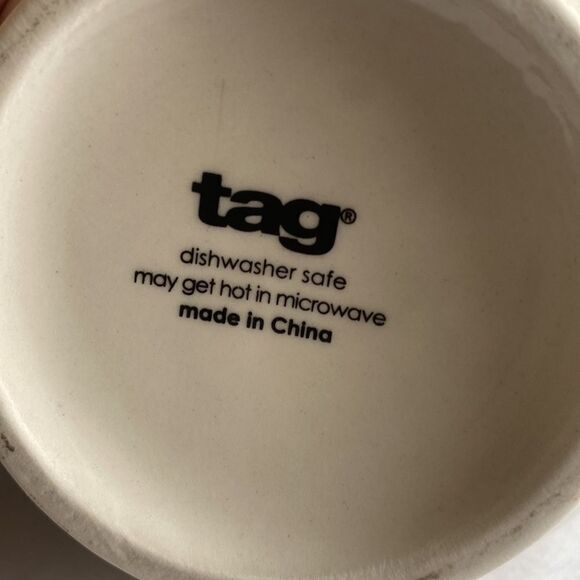 tag®
dishwasher safe
may get hot in microwave
made in China